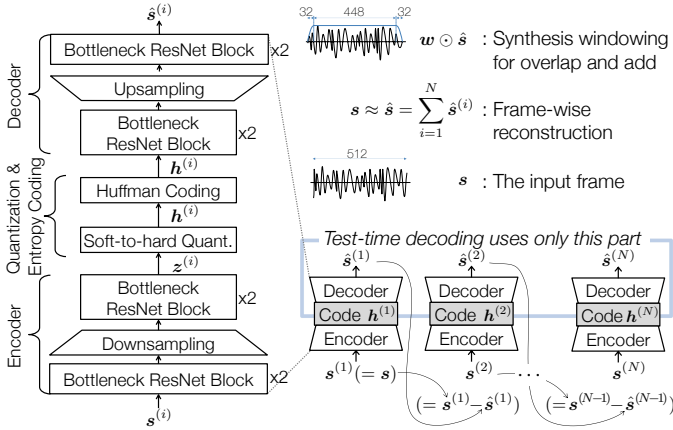 ŝ⁽ⁱ⁾
Bottleneck ResNet Block x2
Upsampling
Bottleneck
ResNet Block x2
h⁽ⁱ⁾
Huffman Coding
h⁽ⁱ⁾
Soft-to-hard Quant.
z⁽ⁱ⁾
Bottleneck
ResNet Block x2
Downsampling
Bottleneck ResNet Block x2
s⁽ⁱ⁾
Decoder
Quantization &
Entropy Coding
Encoder
32 448 32
w ⊙ ŝ : Synthesis windowing
for overlap and add
s ≈ ŝ = ∑_{i=1}^{N} ŝ⁽ⁱ⁾ : Frame-wise
reconstruction
512
s : The input frame
Test-time decoding uses only this part
ŝ⁽¹⁾ ŝ⁽²⁾ ŝ⁽ᴺ⁾
Decoder Decoder Decoder
Code h⁽¹⁾ Code h⁽²⁾ Code h⁽ᴺ⁾
Encoder Encoder Encoder
s⁽¹⁾(= s) s⁽²⁾ ··· s⁽ᴺ⁾
(= s⁽¹⁾−ŝ⁽¹⁾) (= s⁽ᴺ⁻¹⁾−ŝ⁽ᴺ⁻¹⁾)